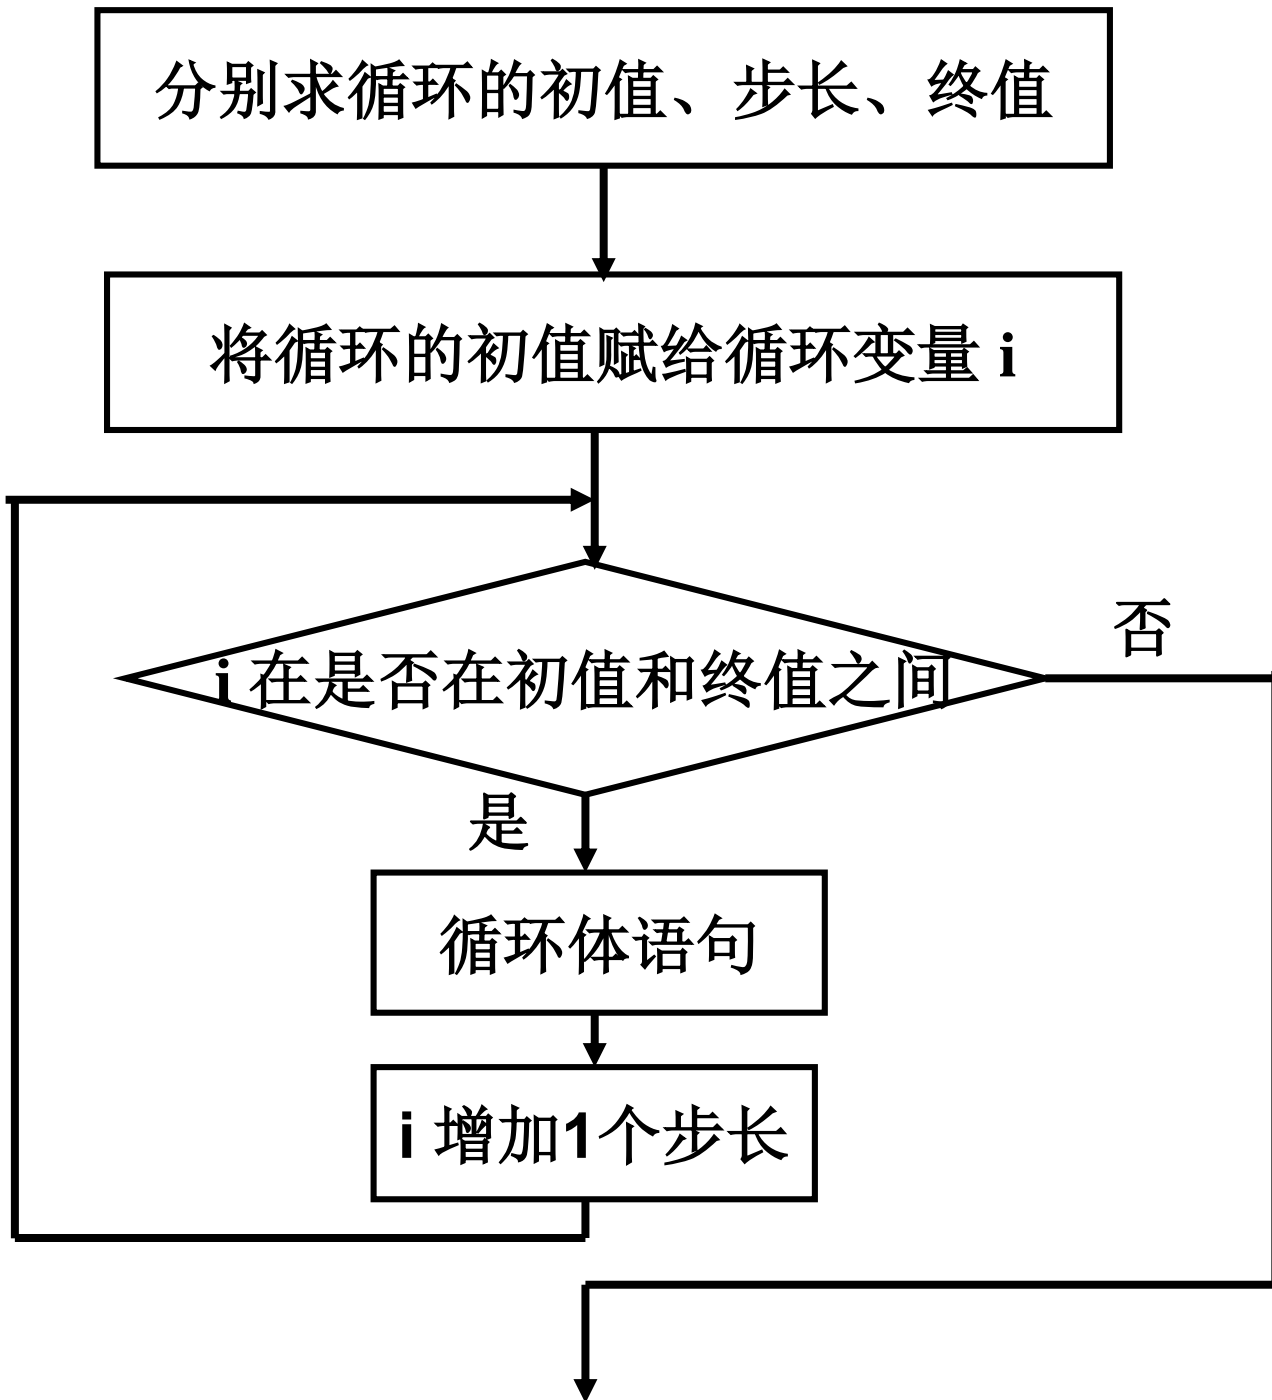 分别求循环的初值、步长、终值
将循环的初值赋给循环变量 i
否
i 在是否在初值和终值之间
是
循环体语句
i 增加1个步长